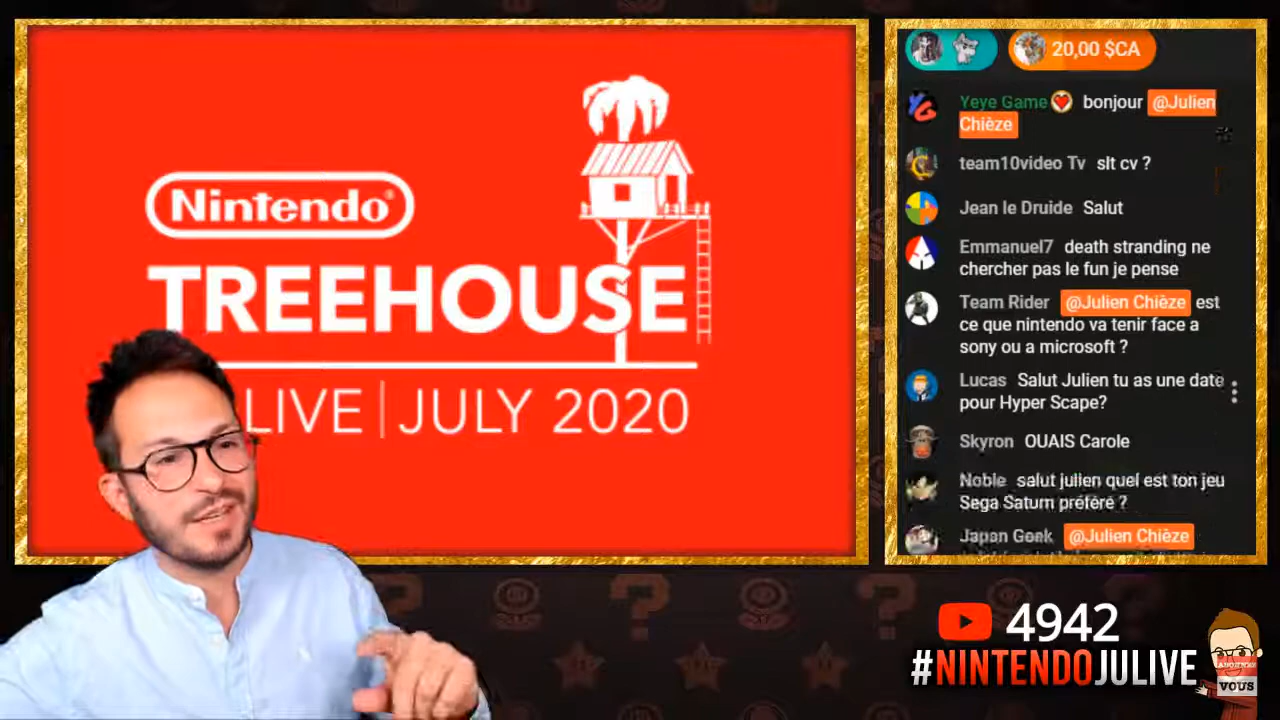 Nintendo®
TREEHOUSE
LIVE | JULY 2020
20,00 $CA
Yeye Game bonjour @Julien
Chièze
team10video Tv slt cv ?
Jean le Druide Salut
Emmanuel7 death stranding ne
chercher pas le fun je pense
Team Rider @Julien Chièze est
ce que nintendo va tenir face a
sony ou a microsoft ?
Lucas Salut Julien tu as une date
pour Hyper Scape?
Skyron OUAIS Carole
Noble salut julien quel est ton jeu
Sega Saturn préféré ?
Japan Geek @Julien Chièze
4942
#NINTENDOJULIVE
VOUS